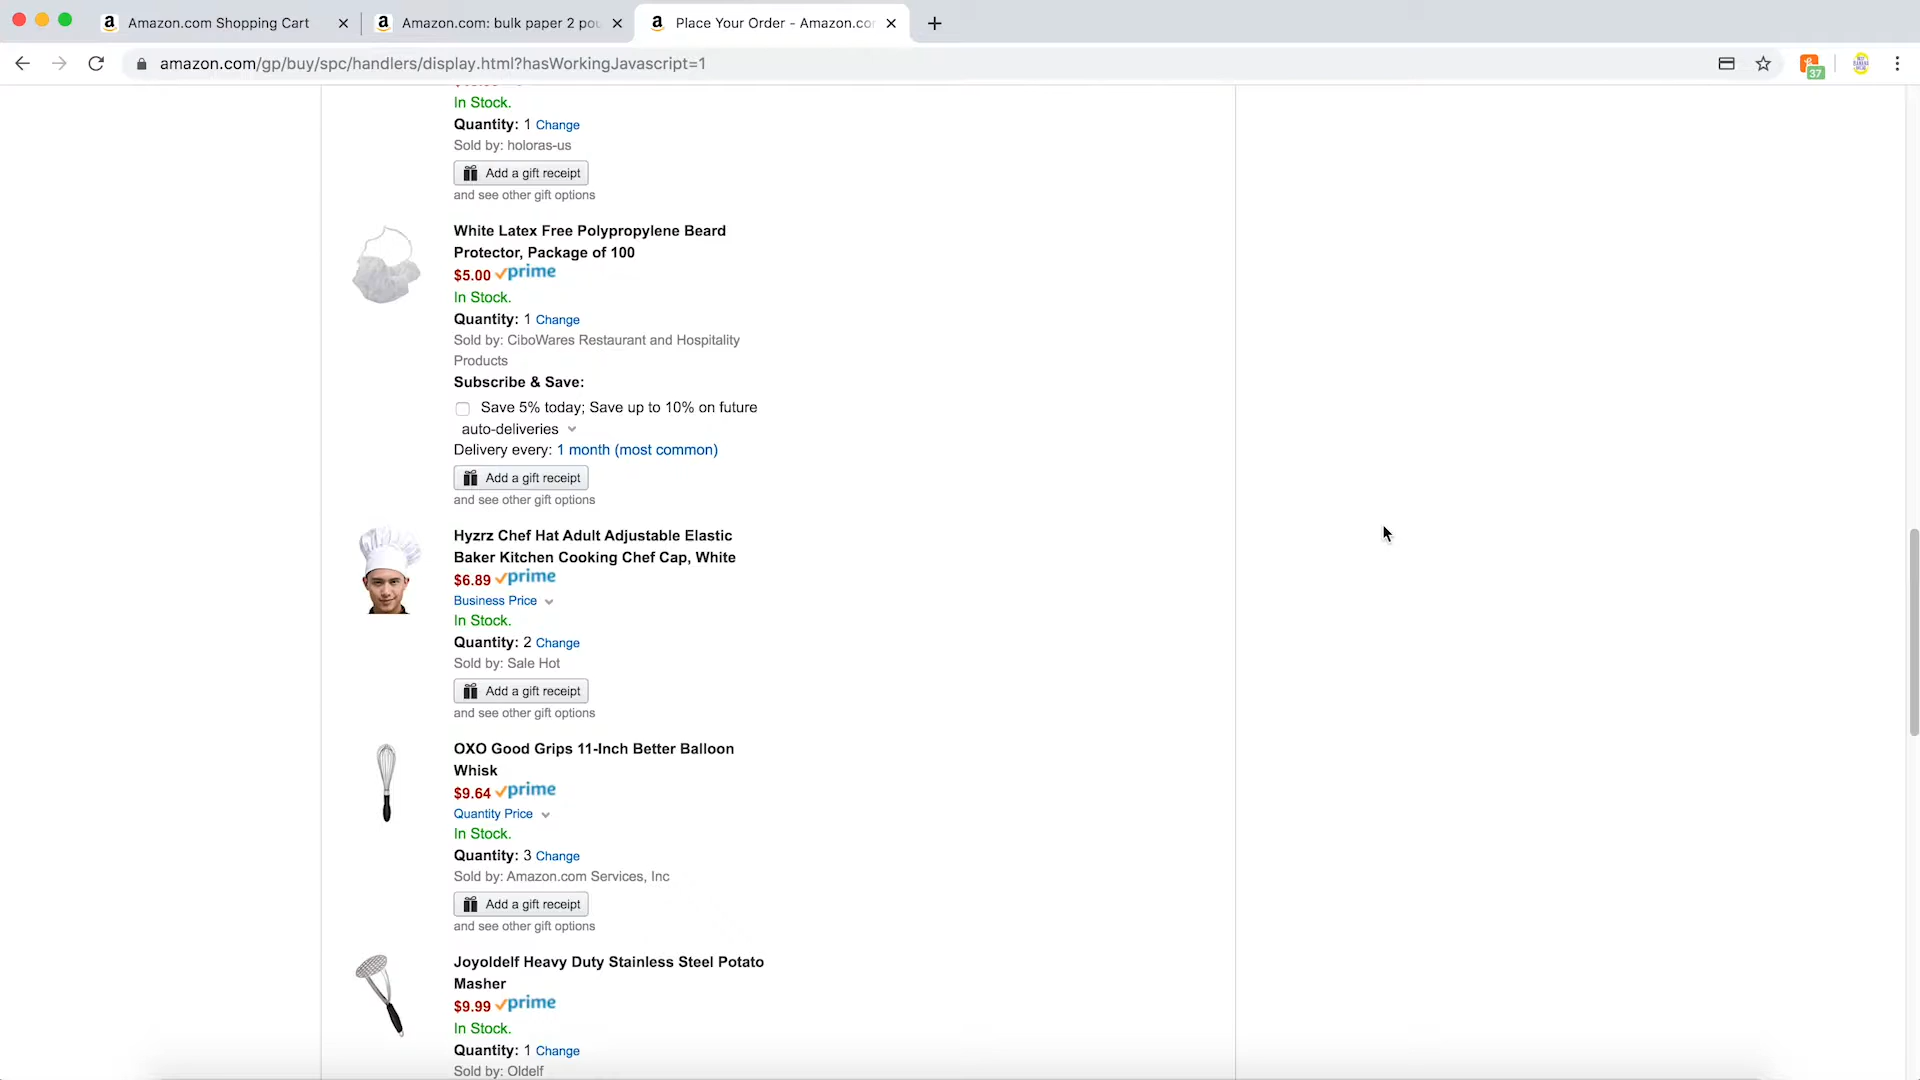 Amazon.com Shopping Cart
Amazon.com: bulk paper 2 pou
Place Your Order - Amazon.co
amazon.com/gp/buy/spc/handlers/display.html?hasWorkingJavascript=1
37
In Stock.
Quantity: 1 Change
Sold by: holoras-us
Add a gift receipt
and see other gift options
White Latex Free Polypropylene Beard
Protector, Package of 100
$5.00 prime
In Stock.
Quantity: 1 Change
Sold by: CiboWares Restaurant and Hospitality
Products
Subscribe & Save:
Save 5% today; Save up to 10% on future
auto-deliveries
Delivery every: 1 month (most common)
Add a gift receipt
and see other gift options
Hyzrz Chef Hat Adult Adjustable Elastic
Baker Kitchen Cooking Chef Cap, White
$6.89 prime
Business Price
In Stock.
Quantity: 2 Change
Sold by: Sale Hot
Add a gift receipt
and see other gift options
OXO Good Grips 11-Inch Better Balloon
Whisk
$9.64 prime
Quantity Price
In Stock.
Quantity: 3 Change
Sold by: Amazon.com Services, Inc
Add a gift receipt
and see other gift options
Joyoldelf Heavy Duty Stainless Steel Potato
Masher
$9.99 prime
In Stock.
Quantity: 1 Change
Sold by: Oldelf